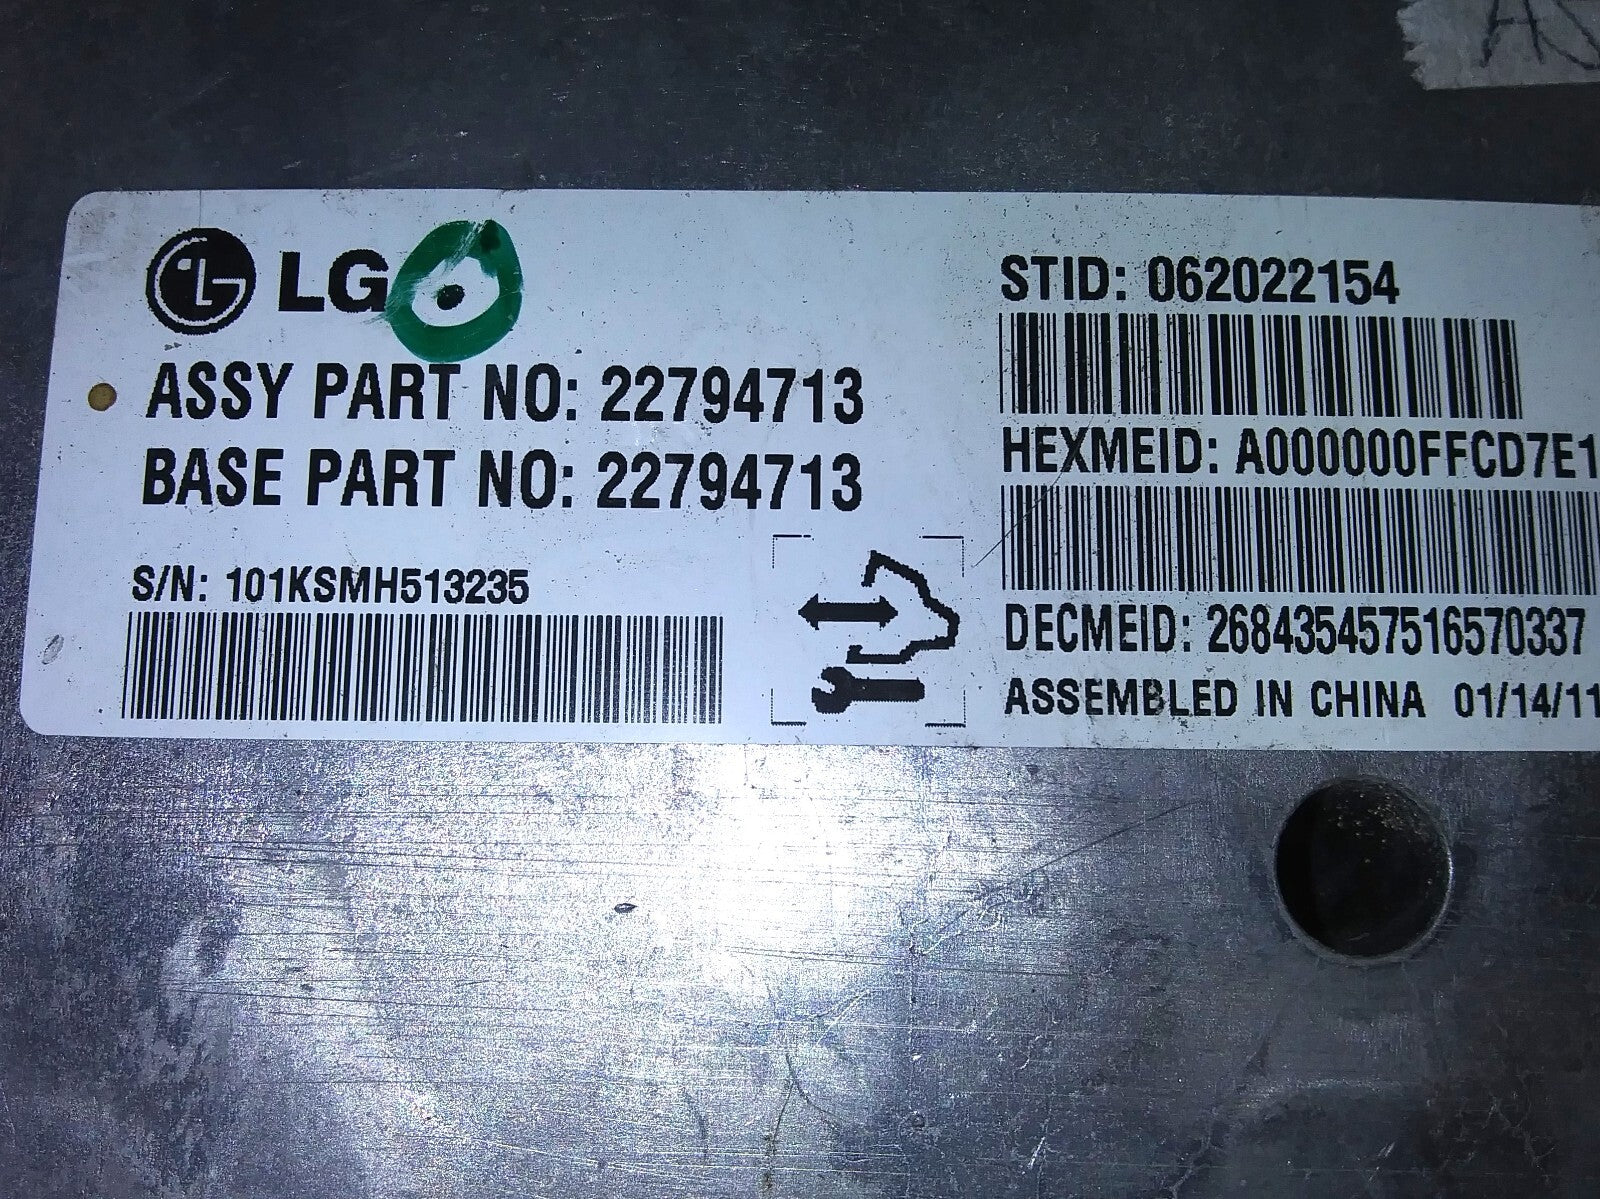 LG
ASSY PART NO: 22794713
BASE PART NO: 22794713
S/N: 101KSMH513235
STID: 062022154
HEXMEID: A000000FFCD7E1
DECMEID: 268435457516570337
ASSEMBLED IN CHINA 01/14/11